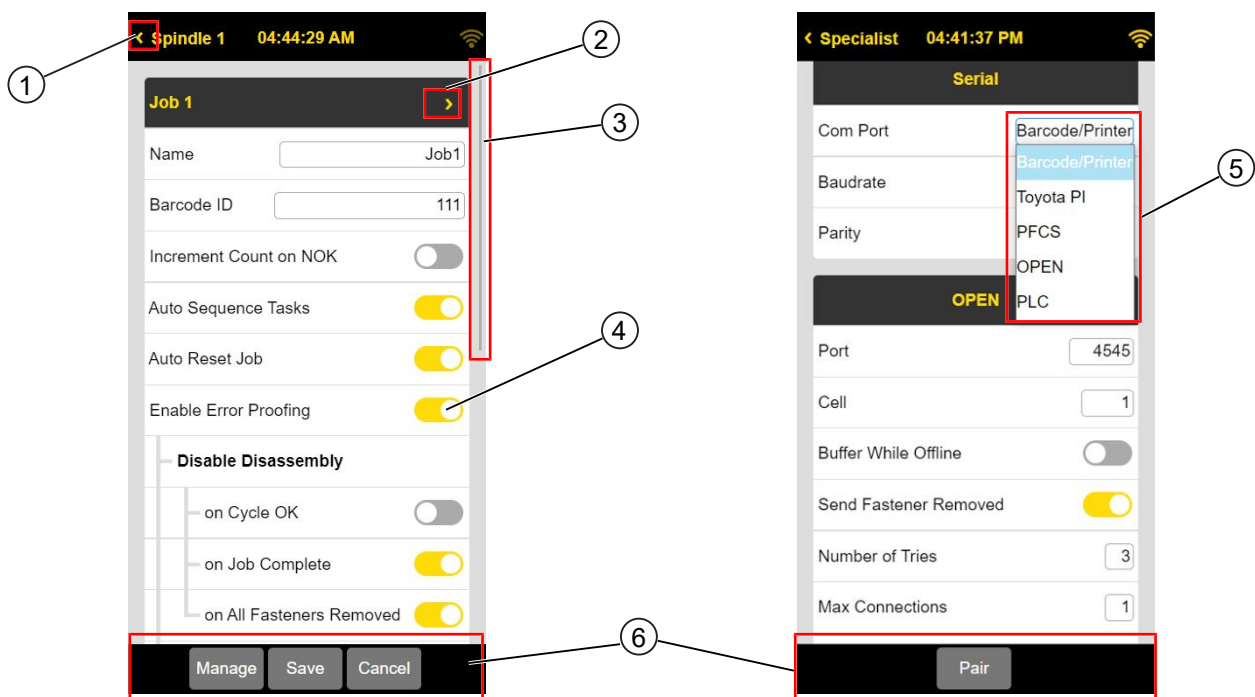 ‹ Spindle 1 04:44:29 AM
Job 1 ›
Name Job1
Barcode ID 111
Increment Count on NOK
Auto Sequence Tasks
Auto Reset Job
Enable Error Proofing
Disable Disassembly
on Cycle OK
on Job Complete
on All Fasteners Removed
Manage Save Cancel
1
2
3
4
6
‹ Specialist 04:41:37 PM
Serial
Com Port Barcode/Printer
Barcode/Printer
Baudrate
Toyota PI
Parity PFCS
OPEN
OPEN PLC
Port 4545
Cell 1
Buffer While Offline
Send Fastener Removed
Number of Tries 3
Max Connections 1
Pair
5